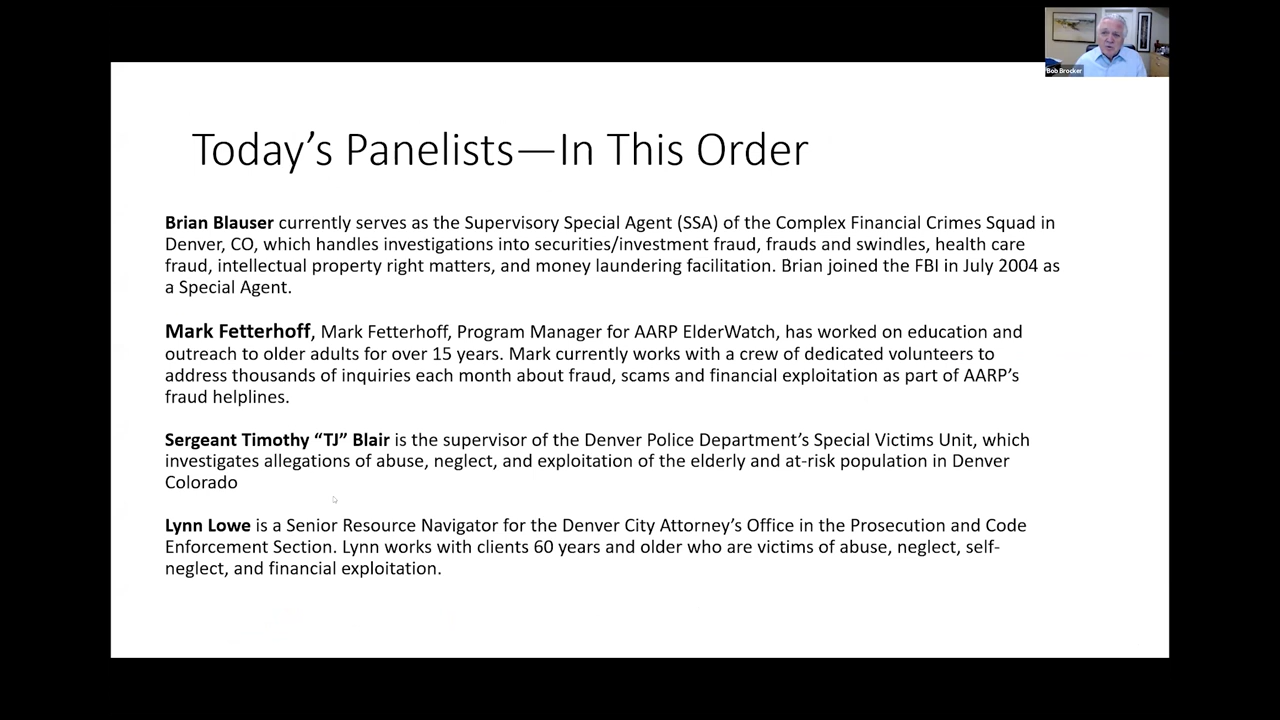 Bob Brocker
Today's Panelists—In This Order
Brian Blauser currently serves as the Supervisory Special Agent (SSA) of the Complex Financial Crimes Squad in
Denver, CO, which handles investigations into securities/investment fraud, frauds and swindles, health care
fraud, intellectual property right matters, and money laundering facilitation. Brian joined the FBI in July 2004 as
a Special Agent.
Mark Fetterhoff, Mark Fetterhoff, Program Manager for AARP ElderWatch, has worked on education and
outreach to older adults for over 15 years. Mark currently works with a crew of dedicated volunteers to
address thousands of inquiries each month about fraud, scams and financial exploitation as part of AARP's
fraud helplines.
Sergeant Timothy “TJ” Blair is the supervisor of the Denver Police Department's Special Victims Unit, which
investigates allegations of abuse, neglect, and exploitation of the elderly and at-risk population in Denver
Colorado
Lynn Lowe is a Senior Resource Navigator for the Denver City Attorney's Office in the Prosecution and Code
Enforcement Section. Lynn works with clients 60 years and older who are victims of abuse, neglect, self-
neglect, and financial exploitation.